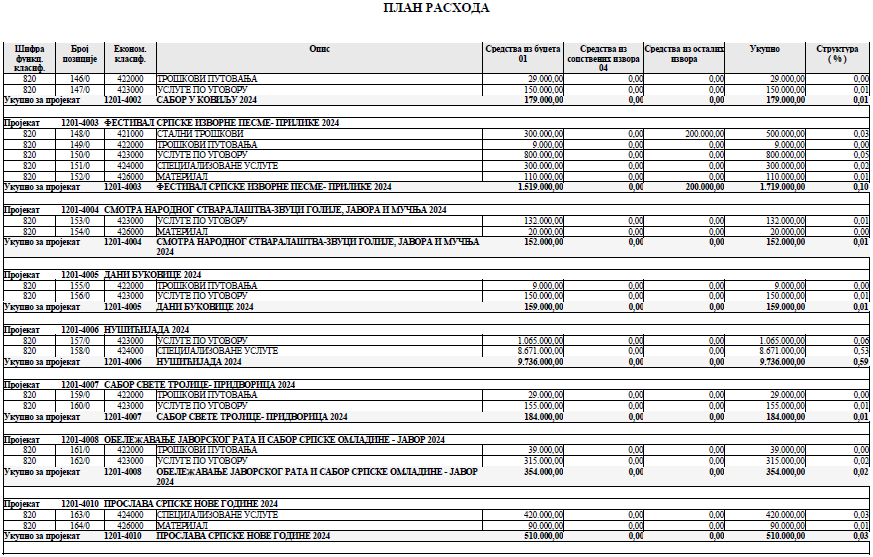 ПЛАН РАСХОДА
Шифра функц. класиф. Број позиције Економ. класиф. Опис Средства из буџета 01 Средства из сопствених извора 04 Средства из осталих извора Укупно Структура ( % )
820 146/0 422000 ТРОШКОВИ ПУТОВАЊА 29.000,00 0,00 0,00 29.000,00 0,00
820 147/0 423000 УСЛУГЕ ПО УГОВОРУ 150.000,00 0,00 0,00 150.000,00 0,01
Укупно за пројекат 1201-4002 САБОР У КОВИЉУ 2024 179.000,00 0,00 0,00 179.000,00 0,01
Пројекат 1201-4003 ФЕСТИВАЛ СРПСКЕ ИЗВОРНЕ ПЕСМЕ- ПРИЛИКЕ 2024
820 148/0 421000 СТАЛНИ ТРОШКОВИ 300.000,00 0,00 200.000,00 500.000,00 0,03
820 149/0 422000 ТРОШКОВИ ПУТОВАЊА 9.000,00 0,00 0,00 9.000,00 0,00
820 150/0 423000 УСЛУГЕ ПО УГОВОРУ 800.000,00 0,00 0,00 800.000,00 0,05
820 151/0 424000 СПЕЦИЈАЛИЗОВАНЕ УСЛУГЕ 300.000,00 0,00 0,00 300.000,00 0,02
820 152/0 426000 МАТЕРИЈАЛ 110.000,00 0,00 0,00 110.000,00 0,01
Укупно за пројекат 1201-4003 ФЕСТИВАЛ СРПСКЕ ИЗВОРНЕ ПЕСМЕ- ПРИЛИКЕ 2024 1.519.000,00 0,00 200.000,00 1.719.000,00 0,10
Пројекат 1201-4004 СМОТРА НАРОДНОГ СТВАРАЛАШТВА-ЗВУЦИ ГОЛИЈЕ, ЈАВОРА И МУЧЊА 2024
820 153/0 423000 УСЛУГЕ ПО УГОВОРУ 132.000,00 0,00 0,00 132.000,00 0,01
820 154/0 426000 МАТЕРИЈАЛ 20.000,00 0,00 0,00 20.000,00 0,00
Укупно за пројекат 1201-4004 СМОТРА НАРОДНОГ СТВАРАЛАШТВА-ЗВУЦИ ГОЛИЈЕ, ЈАВОРА И МУЧЊА 152.000,00 0,00 0,00 152.000,00 0,01
2024
Пројекат 1201-4005 ДАНИ БУКОВИЦЕ 2024
820 155/0 422000 ТРОШКОВИ ПУТОВАЊА 9.000,00 0,00 0,00 9.000,00 0,00
820 156/0 423000 УСЛУГЕ ПО УГОВОРУ 150.000,00 0,00 0,00 150.000,00 0,01
Укупно за пројекат 1201-4005 ДАНИ БУКОВИЦЕ 2024 159.000,00 0,00 0,00 159.000,00 0,01
Пројекат 1201-4006 НУШИЋИЈАДА 2024
820 157/0 423000 УСЛУГЕ ПО УГОВОРУ 1.065.000,00 0,00 0,00 1.065.000,00 0,06
820 158/0 424000 СПЕЦИЈАЛИЗОВАНЕ УСЛУГЕ 8.671.000,00 0,00 0,00 8.671.000,00 0,53
Укупно за пројекат 1201-4006 НУШИЋИЈАДА 2024 9.736.000,00 0,00 0,00 9.736.000,00 0,59
Пројекат 1201-4007 САБОР СВЕТЕ ТРОЈИЦЕ- ПРИДВОРИЦА 2024
820 159/0 422000 ТРОШКОВИ ПУТОВАЊА 29.000,00 0,00 0,00 29.000,00 0,00
820 160/0 423000 УСЛУГЕ ПО УГОВОРУ 155.000,00 0,00 0,00 155.000,00 0,01
Укупно за пројекат 1201-4007 САБОР СВЕТЕ ТРОЈИЦЕ- ПРИДВОРИЦА 2024 184.000,00 0,00 0,00 184.000,00 0,01
Пројекат 1201-4008 ОБЕЛЕЖАВАЊЕ ЈАВОРСКОГ РАТА И САБОР СРПСКЕ ОМЛАДИНЕ - ЈАВОР 2024
820 161/0 422000 ТРОШКОВИ ПУТОВАЊА 39.000,00 0,00 0,00 39.000,00 0,00
820 162/0 423000 УСЛУГЕ ПО УГОВОРУ 315.000,00 0,00 0,00 315.000,00 0,02
Укупно за пројекат 1201-4008 ОБЕЛЕЖАВАЊЕ ЈАВОРСКОГ РАТА И САБОР СРПСКЕ ОМЛАДИНЕ - ЈАВОР 354.000,00 0,00 0,00 354.000,00 0,02
2024
Пројекат 1201-4010 ПРОСЛАВА СРПСКЕ НОВЕ ГОДИНЕ 2024
820 163/0 424000 СПЕЦИЈАЛИЗОВАНЕ УСЛУГЕ 420.000,00 0,00 0,00 420.000,00 0,03
820 164/0 426000 МАТЕРИЈАЛ 90.000,00 0,00 0,00 90.000,00 0,01
Укупно за пројекат 1201-4010 ПРОСЛАВА СРПСКЕ НОВЕ ГОДИНЕ 2024 510.000,00 0,00 0,00 510.000,00 0,03